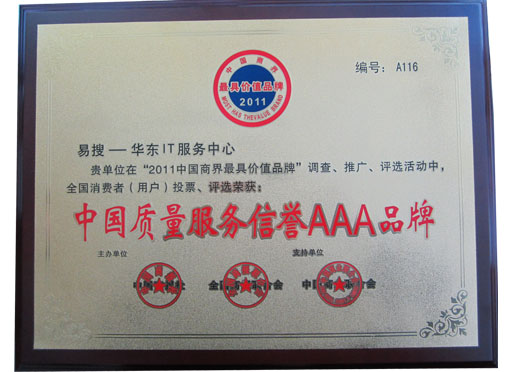 中国商界
最具价值品牌
2011
MOST HAS THEVALUE BRAND
编号： A116
易搜——华东IT服务中心
贵单位在“2011中国商界最具价值品牌”调查、推广、评选活动中，
全国消费者（用户）投票、评选荣获：
中国质量服务信誉AAA品牌
主办单位 支持单位